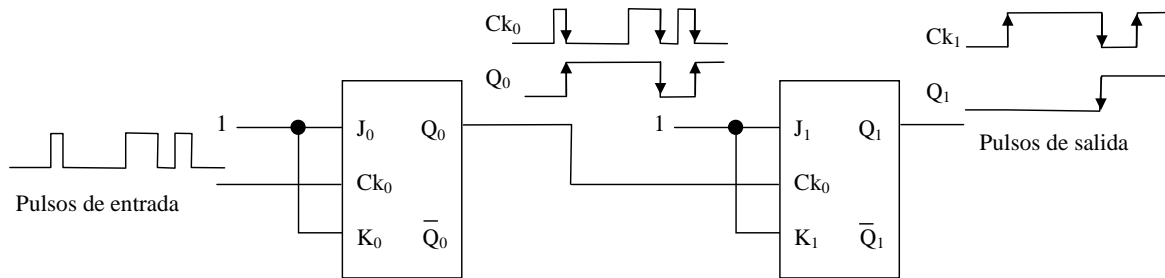 Ck0
Q0
Ck1
Q1
1
J0
Q0
Ck0
K0
Q̅0
1
J1
Q1
Ck0
K1
Q̅1
Pulsos de entrada
Pulsos de salida